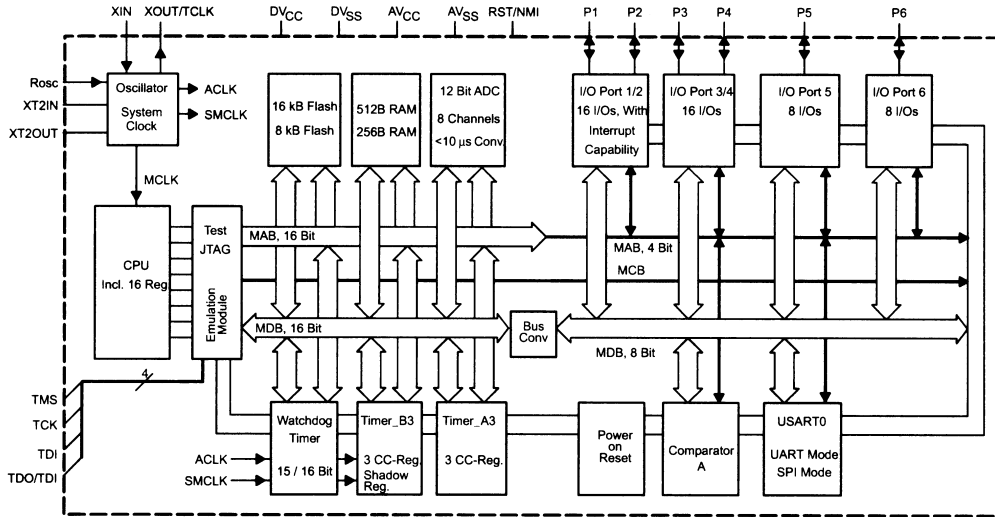 XIN XOUT/TCLK DVCC DVSS AVCC AVSS RST/NMI P1 P2 P3 P4 P5 P6
Rosc
XT2IN
XT2OUT
Oscillator
System
Clock
ACLK
SMCLK
MCLK
16 kB Flash
8 kB Flash
512B RAM
256B RAM
12 Bit ADC
8 Channels
<10 µs Conv.
I/O Port 1/2
16 I/Os, With
Interrupt
Capability
I/O Port 3/4
16 I/Os
I/O Port 5
8 I/Os
I/O Port 6
8 I/Os
CPU
Incl. 16 Reg.
Test
JTAG
Emulation
Module
MAB, 16 Bit
MAB, 4 Bit
MCB
MDB, 16 Bit
Bus
Conv
MDB, 8 Bit
4
TMS
TCK
TDI
TDO/TDI
ACLK
SMCLK
Watchdog
Timer
15 / 16 Bit
Timer_B3
3 CC-Reg.
Shadow
Reg.
Timer_A3
3 CC-Reg.
Power
on
Reset
Comparator
A
USART0
UART Mode
SPI Mode